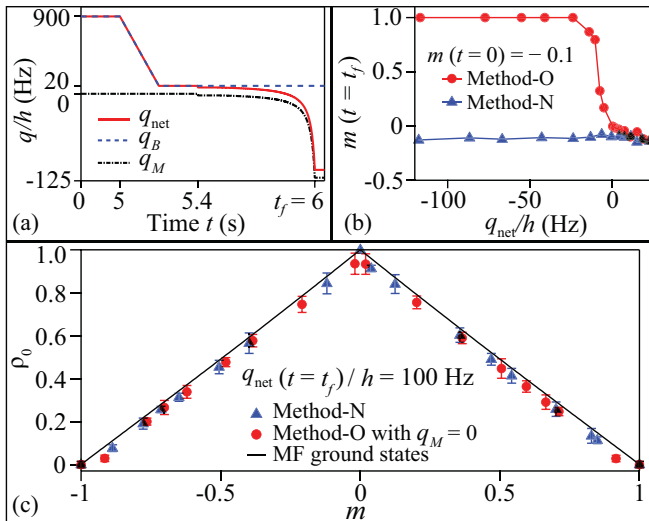 900
20
0
-125
q/h (Hz)
q_net
q_B
q_M
(a)
5
5.4
t_f = 6
Time t (s)
1.0
0.5
0
-0.5
m (t = t_f)
m (t = 0) = − 0.1
Method-O
Method-N
(b)
-100
-50
0
q_net/h (Hz)
1.0
0.8
0.6
0.4
0.2
0
ρ_0
q_net (t = t_f) / h = 100 Hz
Method-N
Method-O with q_M = 0
MF ground states
(c)
-1
-0.5
0
0.5
1
m